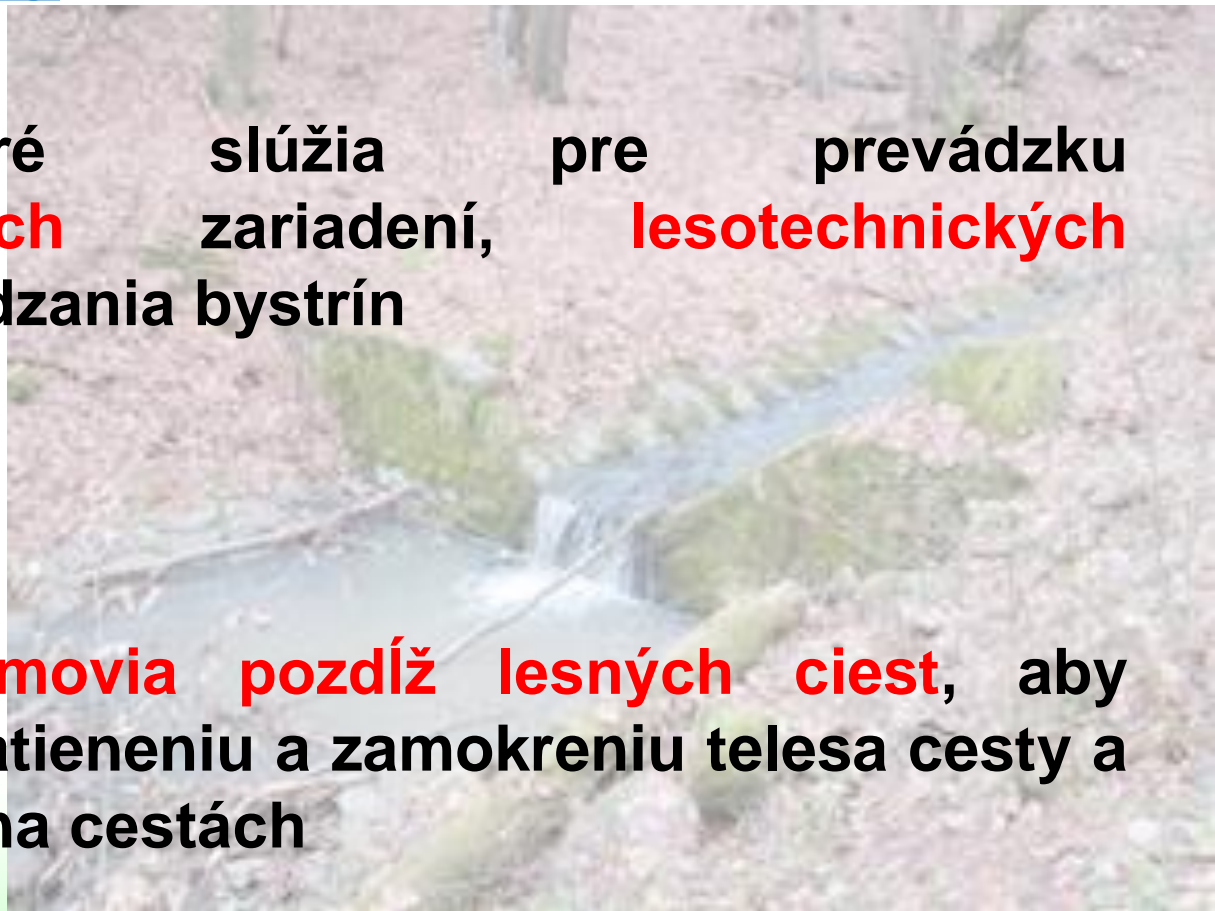 ré slúžia pre prevádzku
ch zariadení, lesotechnických
dzania bystrín
movia pozdĺž lesných ciest, aby
atieneniu a zamokreniu telesa cesty a
na cestách